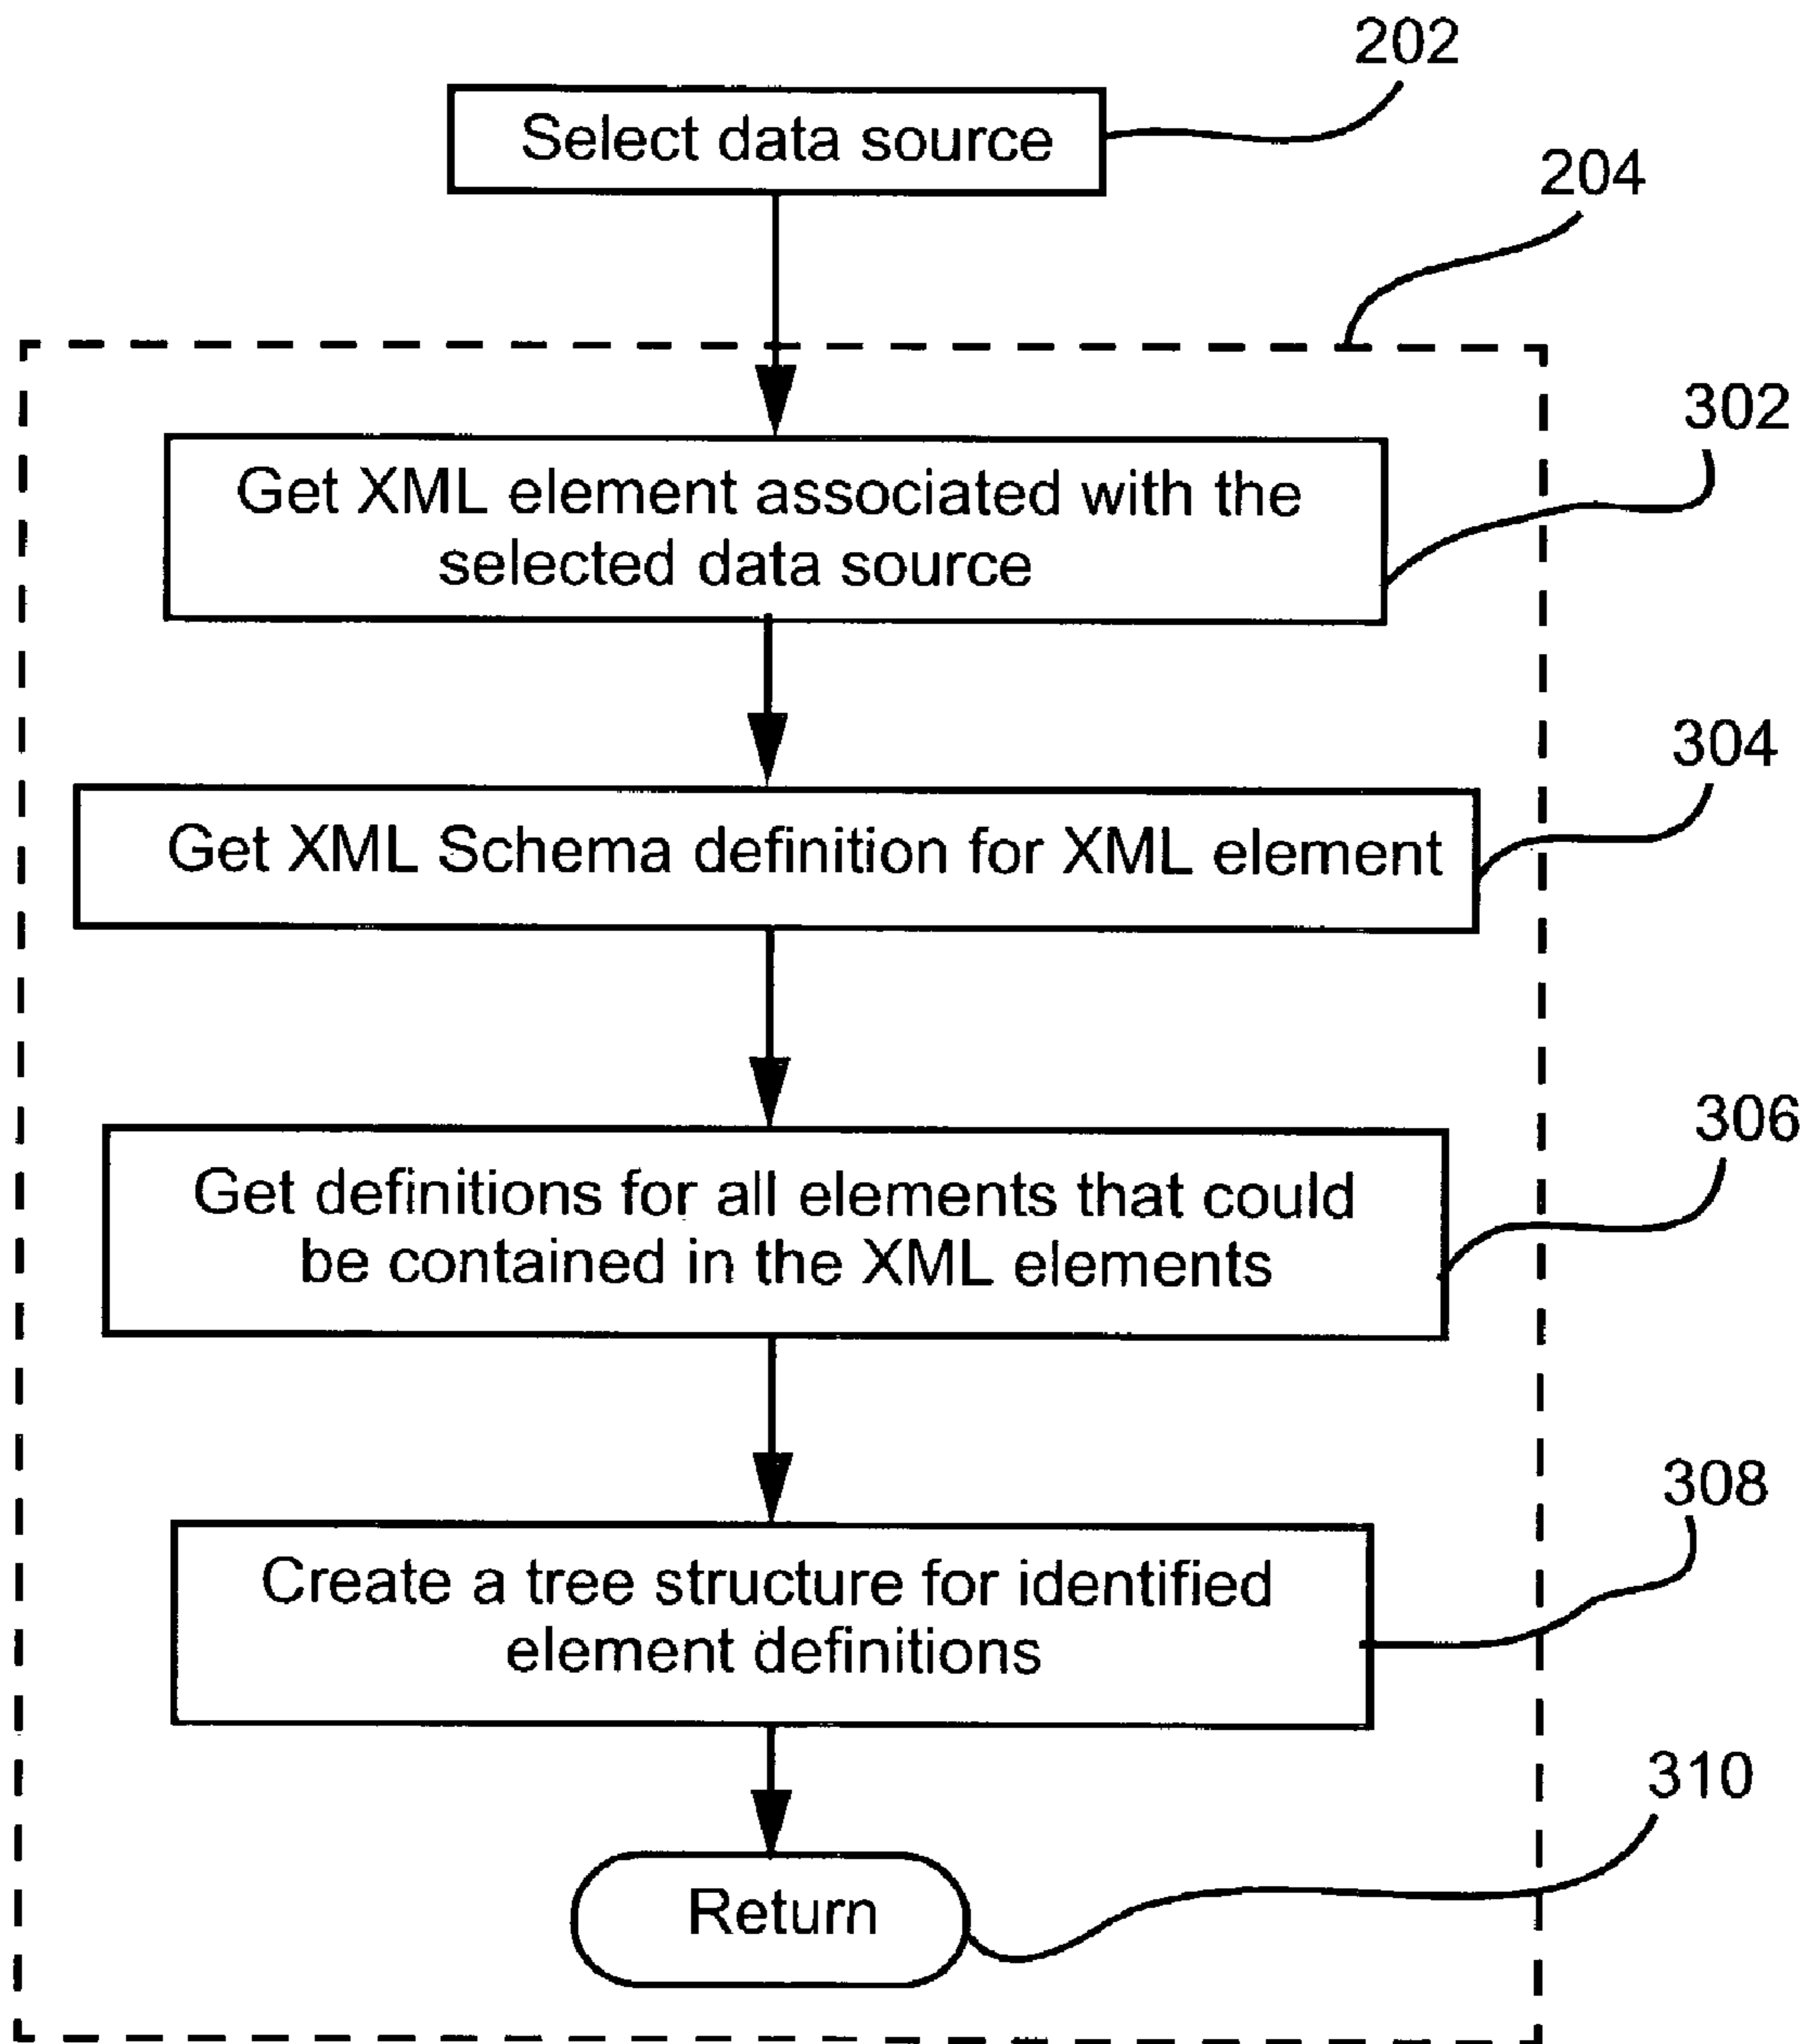 202
Select data source
204
302
Get XML element associated with the
selected data source
304
Get XML Schema definition for XML element
306
Get definitions for all elements that could
be contained in the XML elements
308
Create a tree structure for identified
element definitions
310
Return